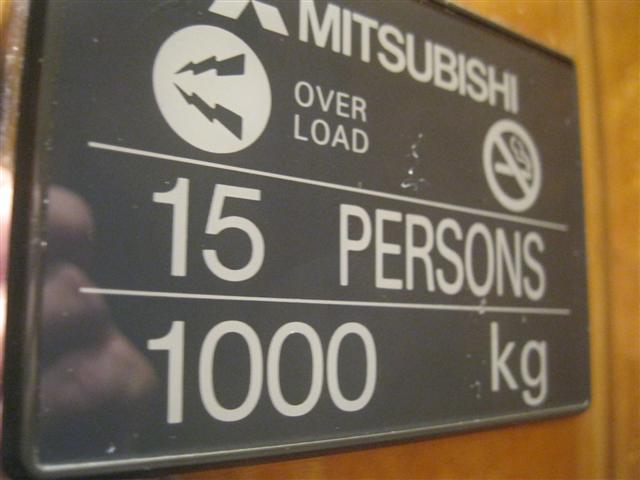 MITSUBISHI
OVER
LOAD
15 PERSONS
1000 kg